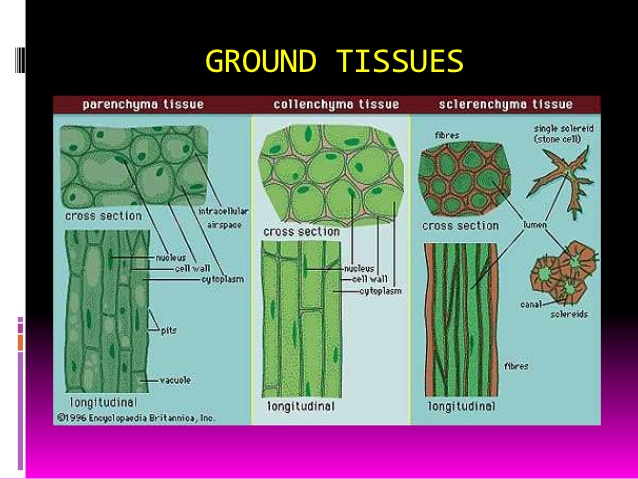 GROUND TISSUES
parenchyma tissue
cross section
intracellular
airspace
nucleus
cell wall
cytoplasm
pits
vacuole
longitudinal
©1996 Encyclopaedia Britannica, Inc.
collenchyma tissue
cross section
nucleus
cell wall
cytoplasm
longitudinal
sclerenchyma tissue
fibres
single sclereid
(stone cell)
cross section
lumen
canal
sclereids
fibres
longitudinal